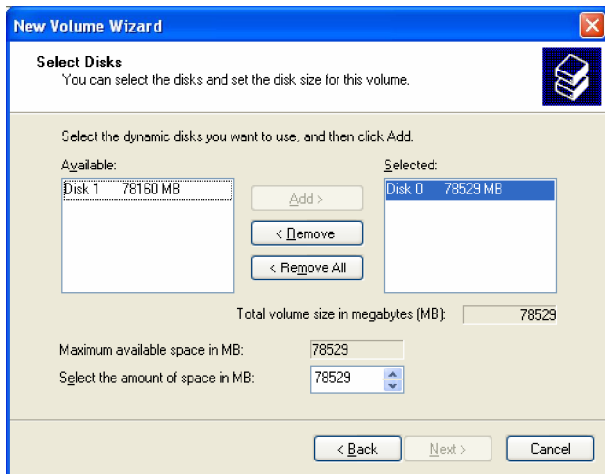 New Volume Wizard
Select Disks
You can select the disks and set the disk size for this volume.
Select the dynamic disks you want to use, and then click Add.
Available:
Selected:
Disk 1 78160 MB
Disk 0 78529 MB
Add >
< Demove
< Remove All
Total volume size in megabytes (MB): 78529
Maximum available space in MB: 78529
Select the amount of space in MB: 78529
< Back
Next >
Cancel